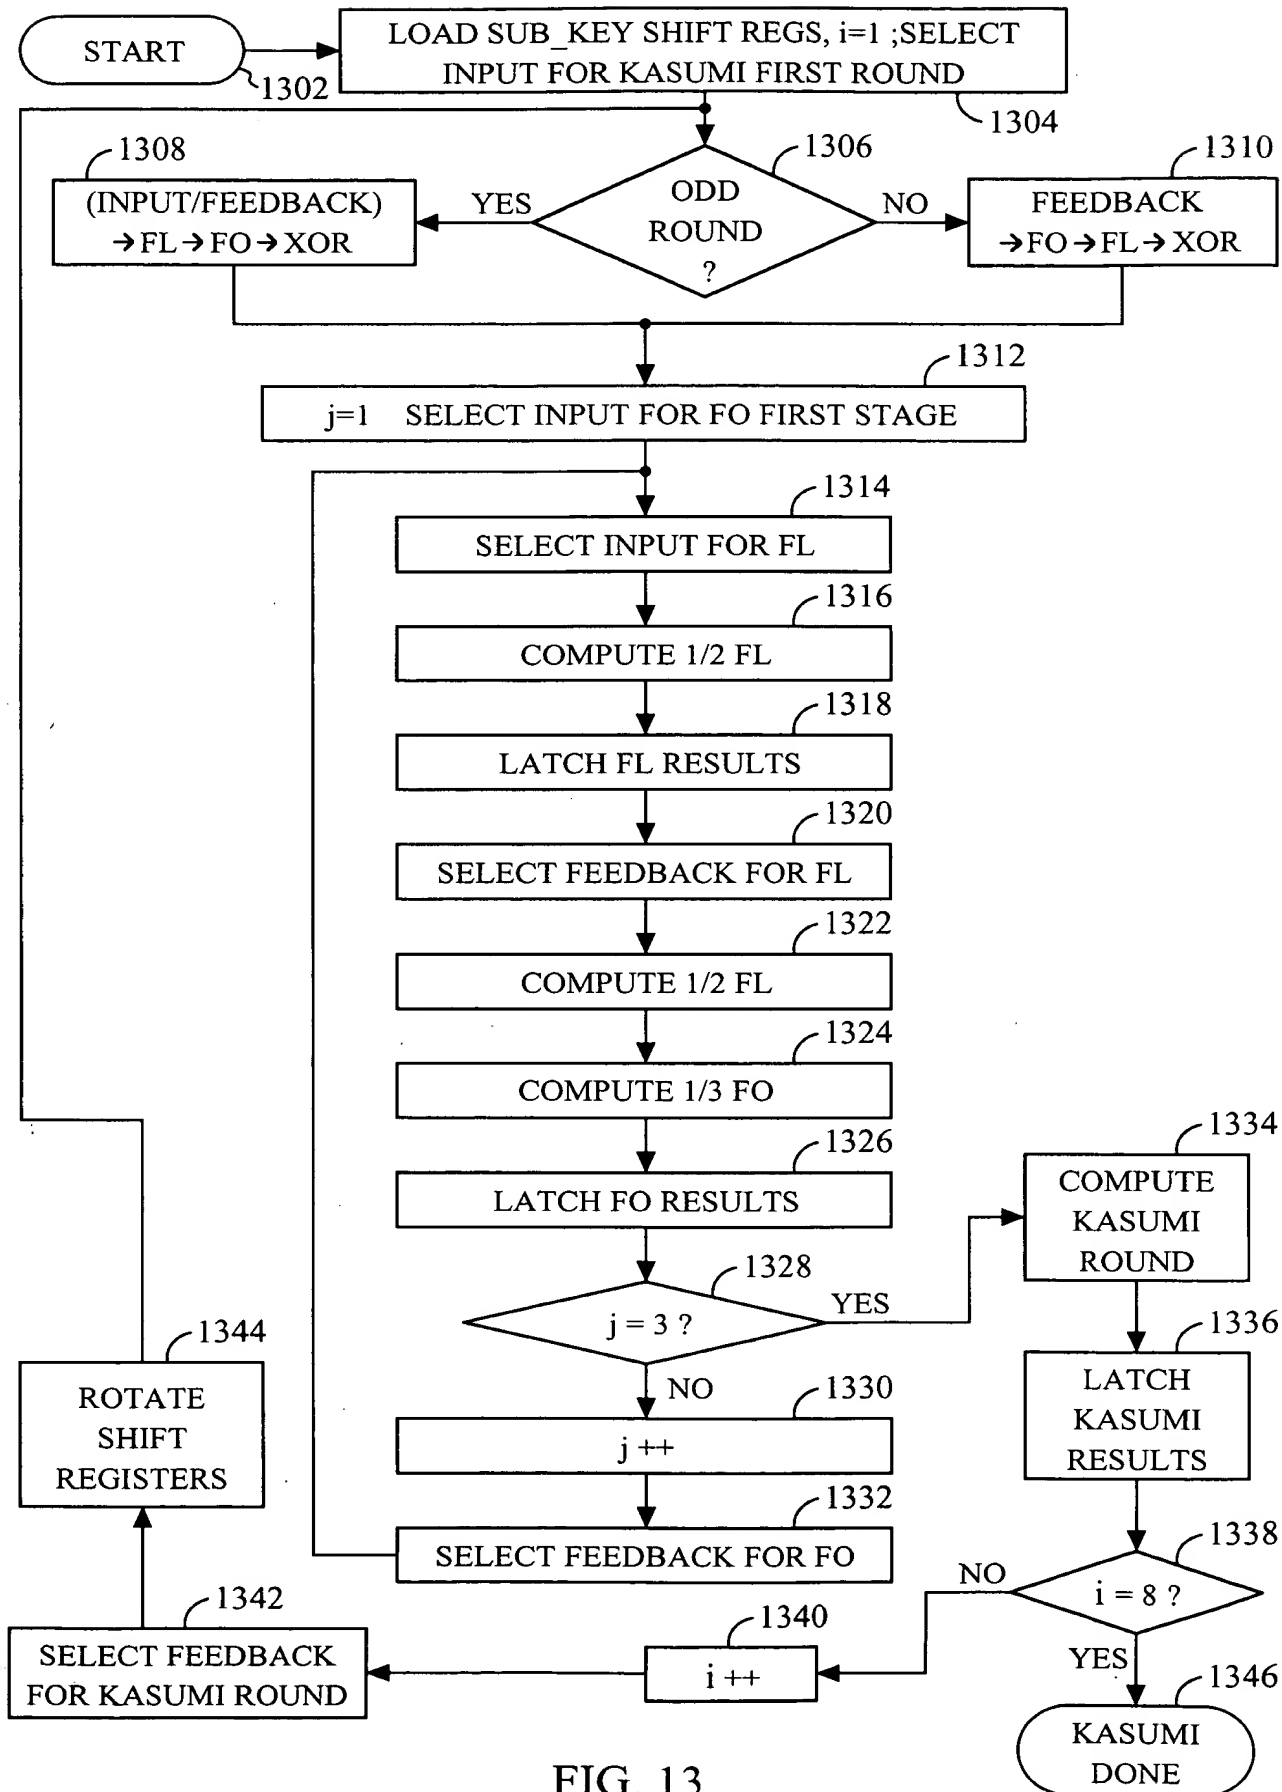 START
1302
LOAD SUB_KEY SHIFT REGS, i=1 ;SELECT
INPUT FOR KASUMI FIRST ROUND
1304
1306
ODD
ROUND
?
YES
NO
1308
(INPUT/FEEDBACK)
→FL→FO→XOR
1310
FEEDBACK
→FO→FL→XOR
1312
j=1 SELECT INPUT FOR FO FIRST STAGE
1314
SELECT INPUT FOR FL
1316
COMPUTE 1/2 FL
1318
LATCH FL RESULTS
1320
SELECT FEEDBACK FOR FL
1322
COMPUTE 1/2 FL
1324
COMPUTE 1/3 FO
1326
LATCH FO RESULTS
1328
j = 3 ?
YES
NO
1330
j ++
1332
SELECT FEEDBACK FOR FO
1334
COMPUTE
KASUMI
ROUND
1336
LATCH
KASUMI
RESULTS
1338
i = 8 ?
NO
YES
1340
i ++
1342
SELECT FEEDBACK
FOR KASUMI ROUND
1344
ROTATE
SHIFT
REGISTERS
1346
KASUMI
DONE
FIG. 13